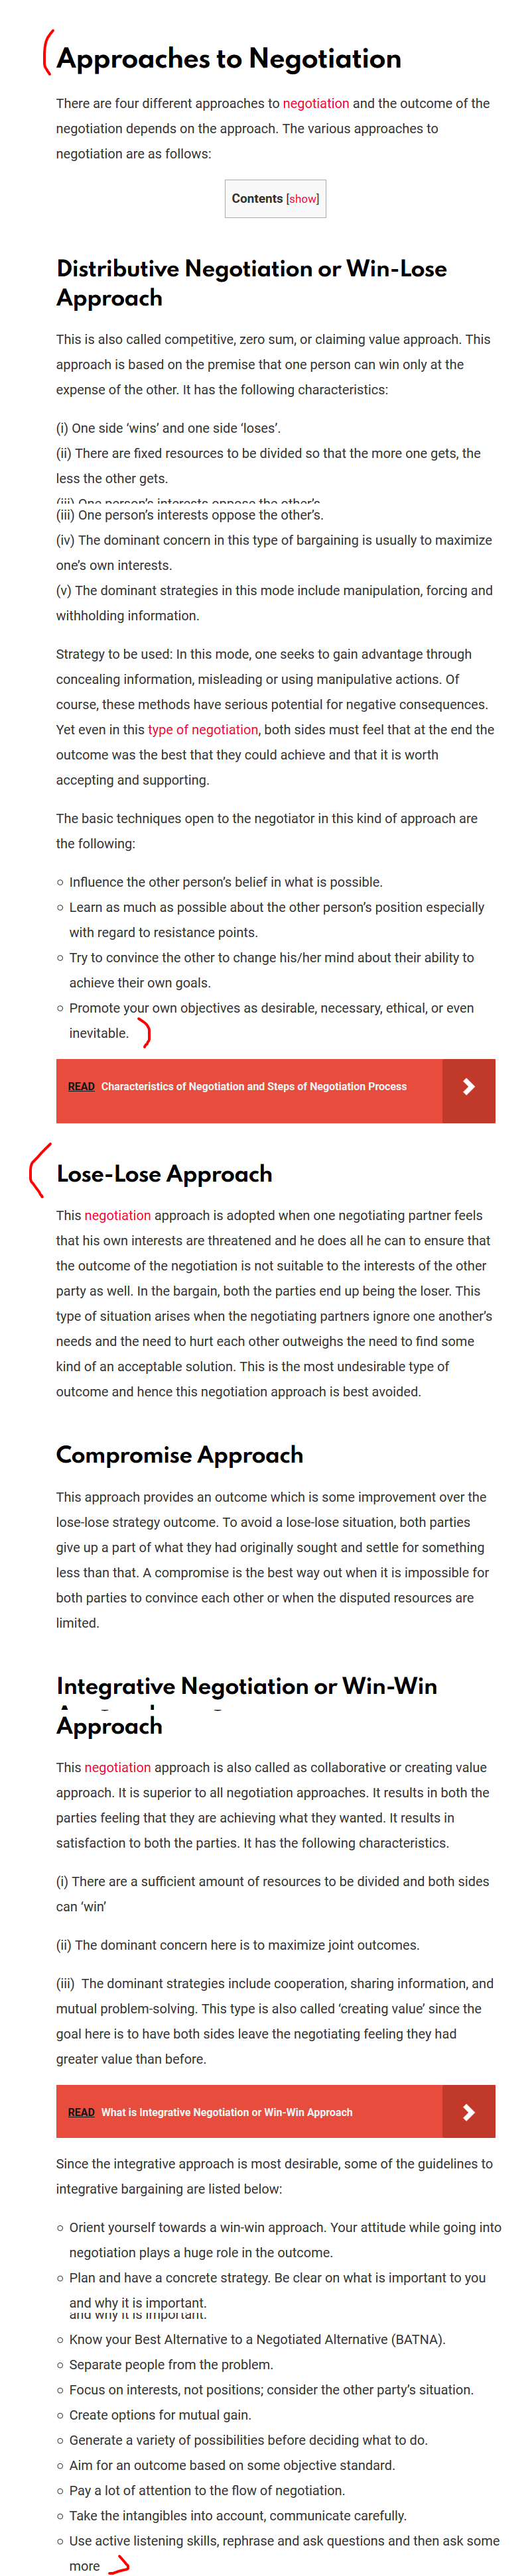 Approaches to Negotiation
There are four different approaches to negotiation and the outcome of the
negotiation depends on the approach. The various approaches to
negotiation are as follows:
Contents [show]
Distributive Negotiation or Win-Lose
Approach
This is also called competitive, zero sum, or claiming value approach. This
approach is based on the premise that one person can win only at the
expense of the other. It has the following characteristics:
(i) One side ‘wins’ and one side ‘loses’.
(ii) There are fixed resources to be divided so that the more one gets, the
less the other gets.
(iii) One person’s interests oppose the other’s
(iii) One person’s interests oppose the other’s.
(iv) The dominant concern in this type of bargaining is usually to maximize
one’s own interests.
(v) The dominant strategies in this mode include manipulation, forcing and
withholding information.
Strategy to be used: In this mode, one seeks to gain advantage through
concealing information, misleading or using manipulative actions. Of
course, these methods have serious potential for negative consequences.
Yet even in this type of negotiation, both sides must feel that at the end the
outcome was the best that they could achieve and that it is worth
accepting and supporting.
The basic techniques open to the negotiator in this kind of approach are
the following:
Influence the other person’s belief in what is possible.
Learn as much as possible about the other person’s position especially
with regard to resistance points.
Try to convince the other to change his/her mind about their ability to
achieve their own goals.
Promote your own objectives as desirable, necessary, ethical, or even
inevitable.
READ Characteristics of Negotiation and Steps of Negotiation Process
Lose-Lose Approach
This negotiation approach is adopted when one negotiating partner feels
that his own interests are threatened and he does all he can to ensure that
the outcome of the negotiation is not suitable to the interests of the other
party as well. In the bargain, both the parties end up being the loser. This
type of situation arises when the negotiating partners ignore one another’s
needs and the need to hurt each other outweighs the need to find some
kind of an acceptable solution. This is the most undesirable type of
outcome and hence this negotiation approach is best avoided.
Compromise Approach
This approach provides an outcome which is some improvement over the
lose-lose strategy outcome. To avoid a lose-lose situation, both parties
give up a part of what they had originally sought and settle for something
less than that. A compromise is the best way out when it is impossible for
both parties to convince each other or when the disputed resources are
limited.
Integrative Negotiation or Win-Win
Approach
This negotiation approach is also called as collaborative or creating value
approach. It is superior to all negotiation approaches. It results in both the
parties feeling that they are achieving what they wanted. It results in
satisfaction to both the parties. It has the following characteristics.
(i) There are a sufficient amount of resources to be divided and both sides
can ‘win’
(ii) The dominant concern here is to maximize joint outcomes.
(iii) The dominant strategies include cooperation, sharing information, and
mutual problem-solving. This type is also called ‘creating value’ since the
goal here is to have both sides leave the negotiating feeling they had
greater value than before.
READ What is Integrative Negotiation or Win-Win Approach
Since the integrative approach is most desirable, some of the guidelines to
integrative bargaining are listed below:
Orient yourself towards a win-win approach. Your attitude while going into
negotiation plays a huge role in the outcome.
Plan and have a concrete strategy. Be clear on what is important to you
and why it is important.
and why it is important.
Know your Best Alternative to a Negotiated Alternative (BATNA).
Separate people from the problem.
Focus on interests, not positions; consider the other party’s situation.
Create options for mutual gain.
Generate a variety of possibilities before deciding what to do.
Aim for an outcome based on some objective standard.
Pay a lot of attention to the flow of negotiation.
Take the intangibles into account, communicate carefully.
Use active listening skills, rephrase and ask questions and then ask some
more